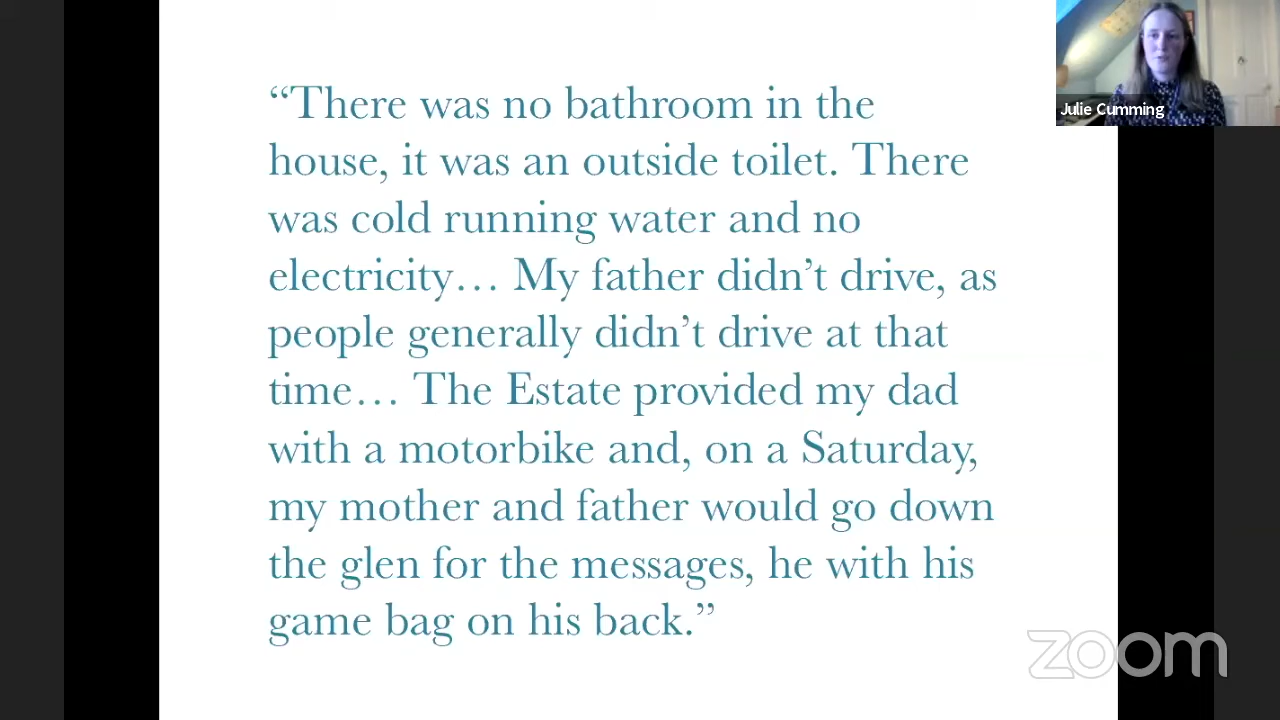 Julie Cumming
“There was no bathroom in the
house, it was an outside toilet. There
was cold running water and no
electricity… My father didn’t drive, as
people generally didn’t drive at that
time… The Estate provided my dad
with a motorbike and, on a Saturday,
my mother and father would go down
the glen for the messages, he with his
game bag on his back.”
zoom